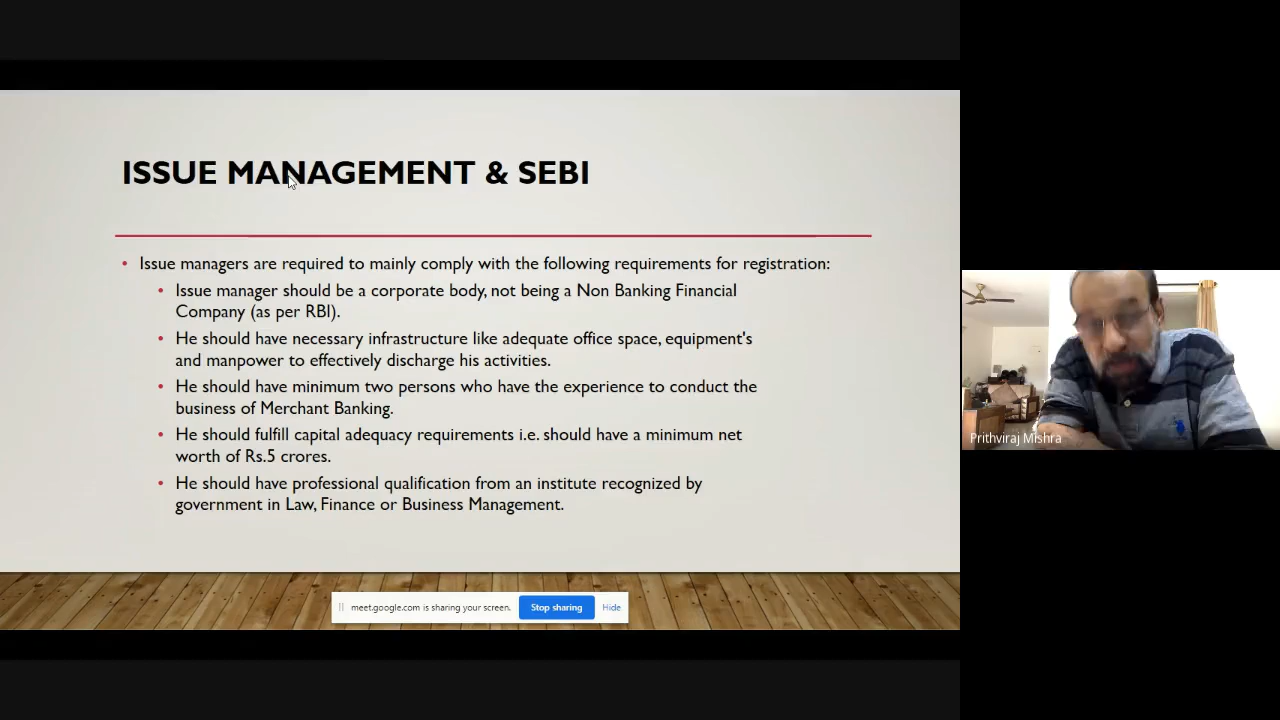 ISSUE MANAGEMENT & SEBI
• Issue managers are required to mainly comply with the following requirements for registration:
• Issue manager should be a corporate body, not being a Non Banking Financial
Company (as per RBI).
• He should have necessary infrastructure like adequate office space, equipment's
and manpower to effectively discharge his activities.
• He should have minimum two persons who have the experience to conduct the
business of Merchant Banking.
• He should fulfill capital adequacy requirements i.e. should have a minimum net
worth of Rs.5 crores.
• He should have professional qualification from an institute recognized by
government in Law, Finance or Business Management.
meet.google.com is sharing your screen. Stop sharing Hide
Prithviraj Mishra